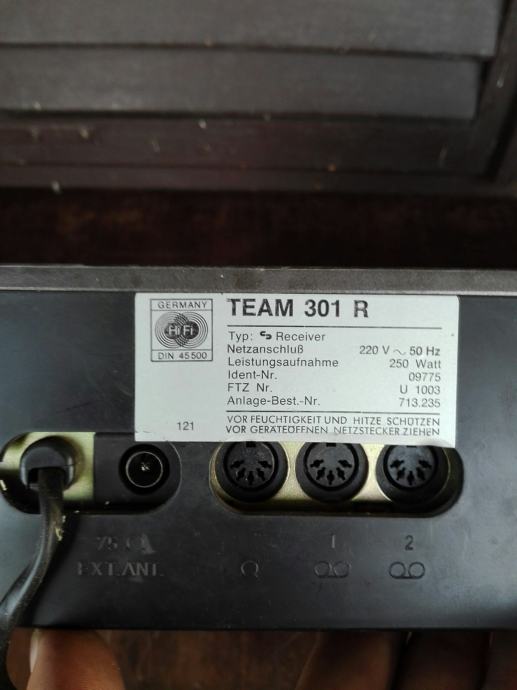 GERMANY
HiFi
DIN 45500
TEAM 301 R
Typ: Receiver
Netzanschluß 220 V ~ 50 Hz
Leistungsaufnahme 250 Watt
Ident-Nr. 09775
FTZ Nr. U 1003
Anlage-Best.-Nr. 713.235
121
VOR FEUCHTIGKEIT UND HITZE SCHÜTZEN
VOR GERÄTEÖFFNEN NETZSTECKER ZIEHEN
75 Ω 1 2
EXT.ANT.